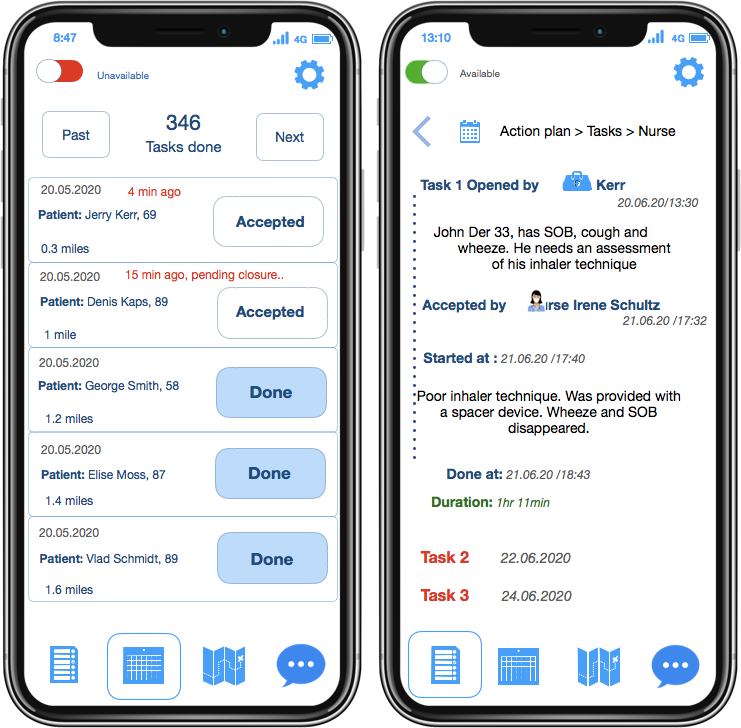 8:47
4G
Unavailable
Past
346
Tasks done
Next
20.05.2020
4 min ago
Patient: Jerry Kerr, 69
Accepted
0.3 miles
20.05.2020
15 min ago, pending closure..
Patient: Denis Kaps, 89
Accepted
1 mile
20.05.2020
Patient: George Smith, 58
Done
1.2 miles
20.05.2020
Patient: Elise Moss, 87
Done
1.4 miles
20.05.2020
Patient: Vlad Schmidt, 89
Done
1.6 miles
13:10
4G
Available
Action plan > Tasks > Nurse
Task 1 Opened by Kerr
20.06.20/13:30
John Der 33, has SOB, cough and
wheeze. He needs an assessment
of his inhaler technique
Accepted by urse Irene Schultz
21.06.20 /17:32
Started at : 21.06.20 /17:40
Poor inhaler technique. Was provided with
a spacer device. Wheeze and SOB
disappeared.
Done at: 21.06.20 /18:43
Duration: 1hr 11min
Task 2 22.06.2020
Task 3 24.06.2020